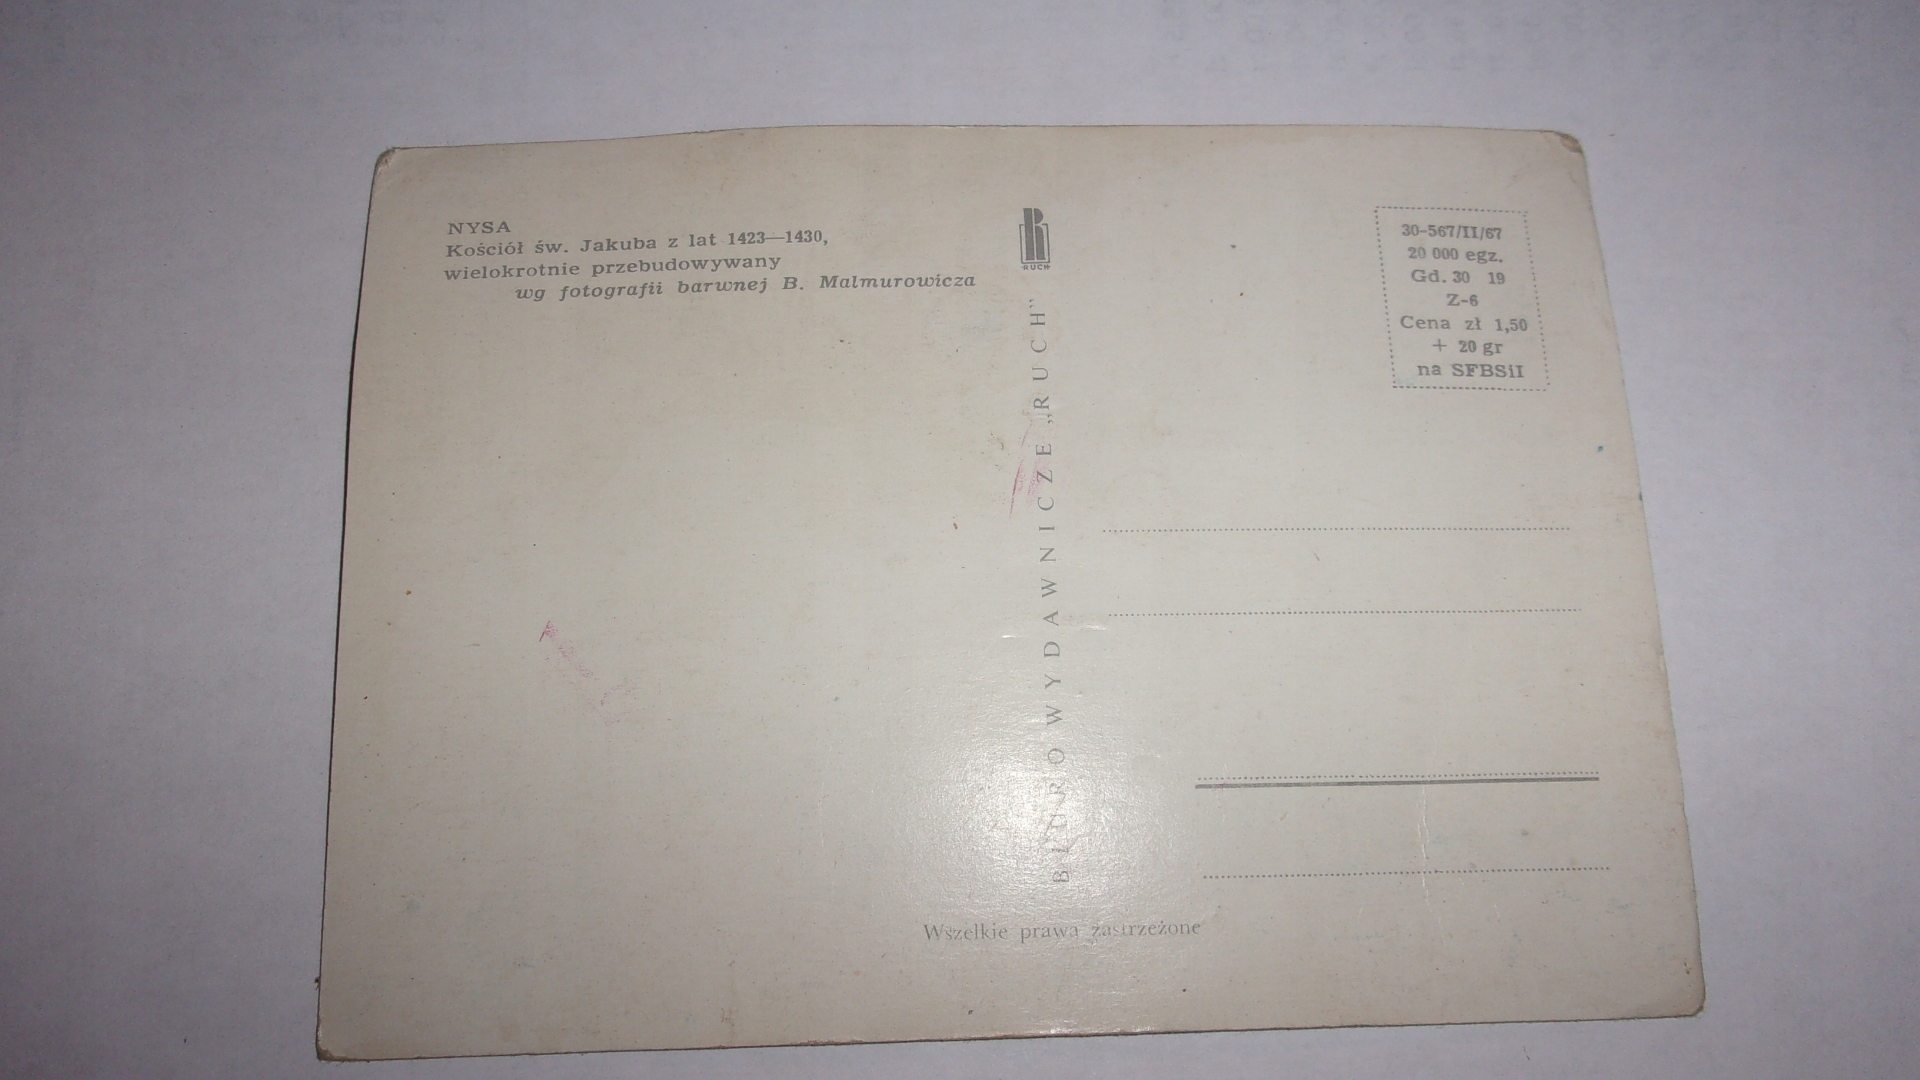 NYSA
Kościół św. Jakuba z lat 1423—1430,
wielokrotnie przebudowywany
wg fotografii barwnej B. Malmurowicza
RUCH
BIURO WYDAWNICZE „RUCH”
30-567/II/67
20 000 egz.
Gd. 30 19
Z-6
Cena zł 1,50
+ 20 gr
na SFBSiI
Wszelkie prawa zastrzeżone